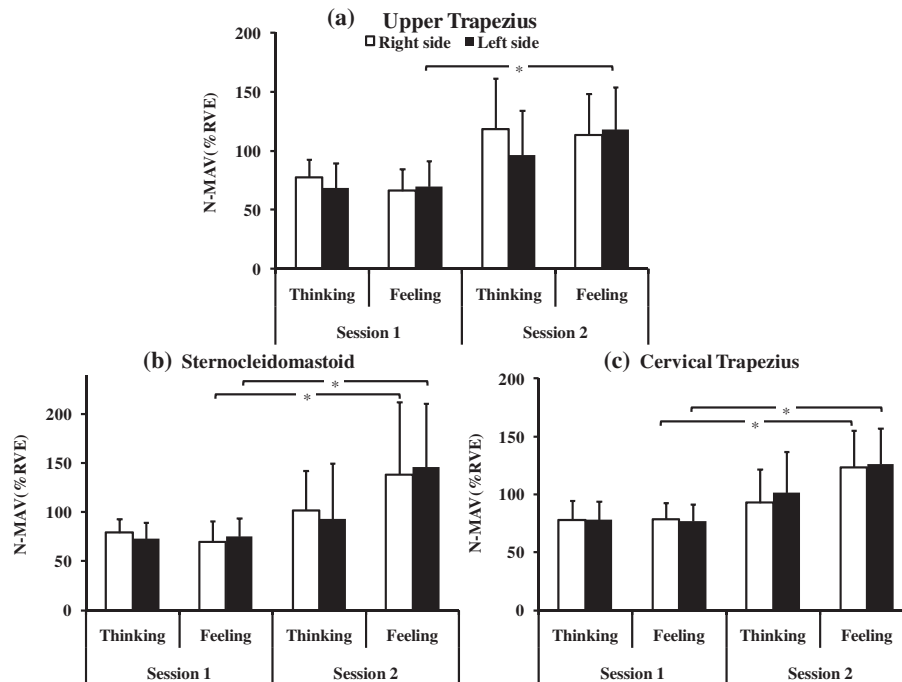 (a) Upper Trapezius
Right side Left side
N-MAV(%RVE)
200
150
100
50
0
*
Thinking Feeling Thinking Feeling
Session 1 Session 2
(b) Sternocleidomastoid
N-MAV(%RVE)
200
150
100
50
0
*
*
Thinking Feeling Thinking Feeling
Session 1 Session 2
(c) Cervical Trapezius
N-MAV(%RVE)
200
150
100
50
0
*
*
Thinking Feeling Thinking Feeling
Session 1 Session 2